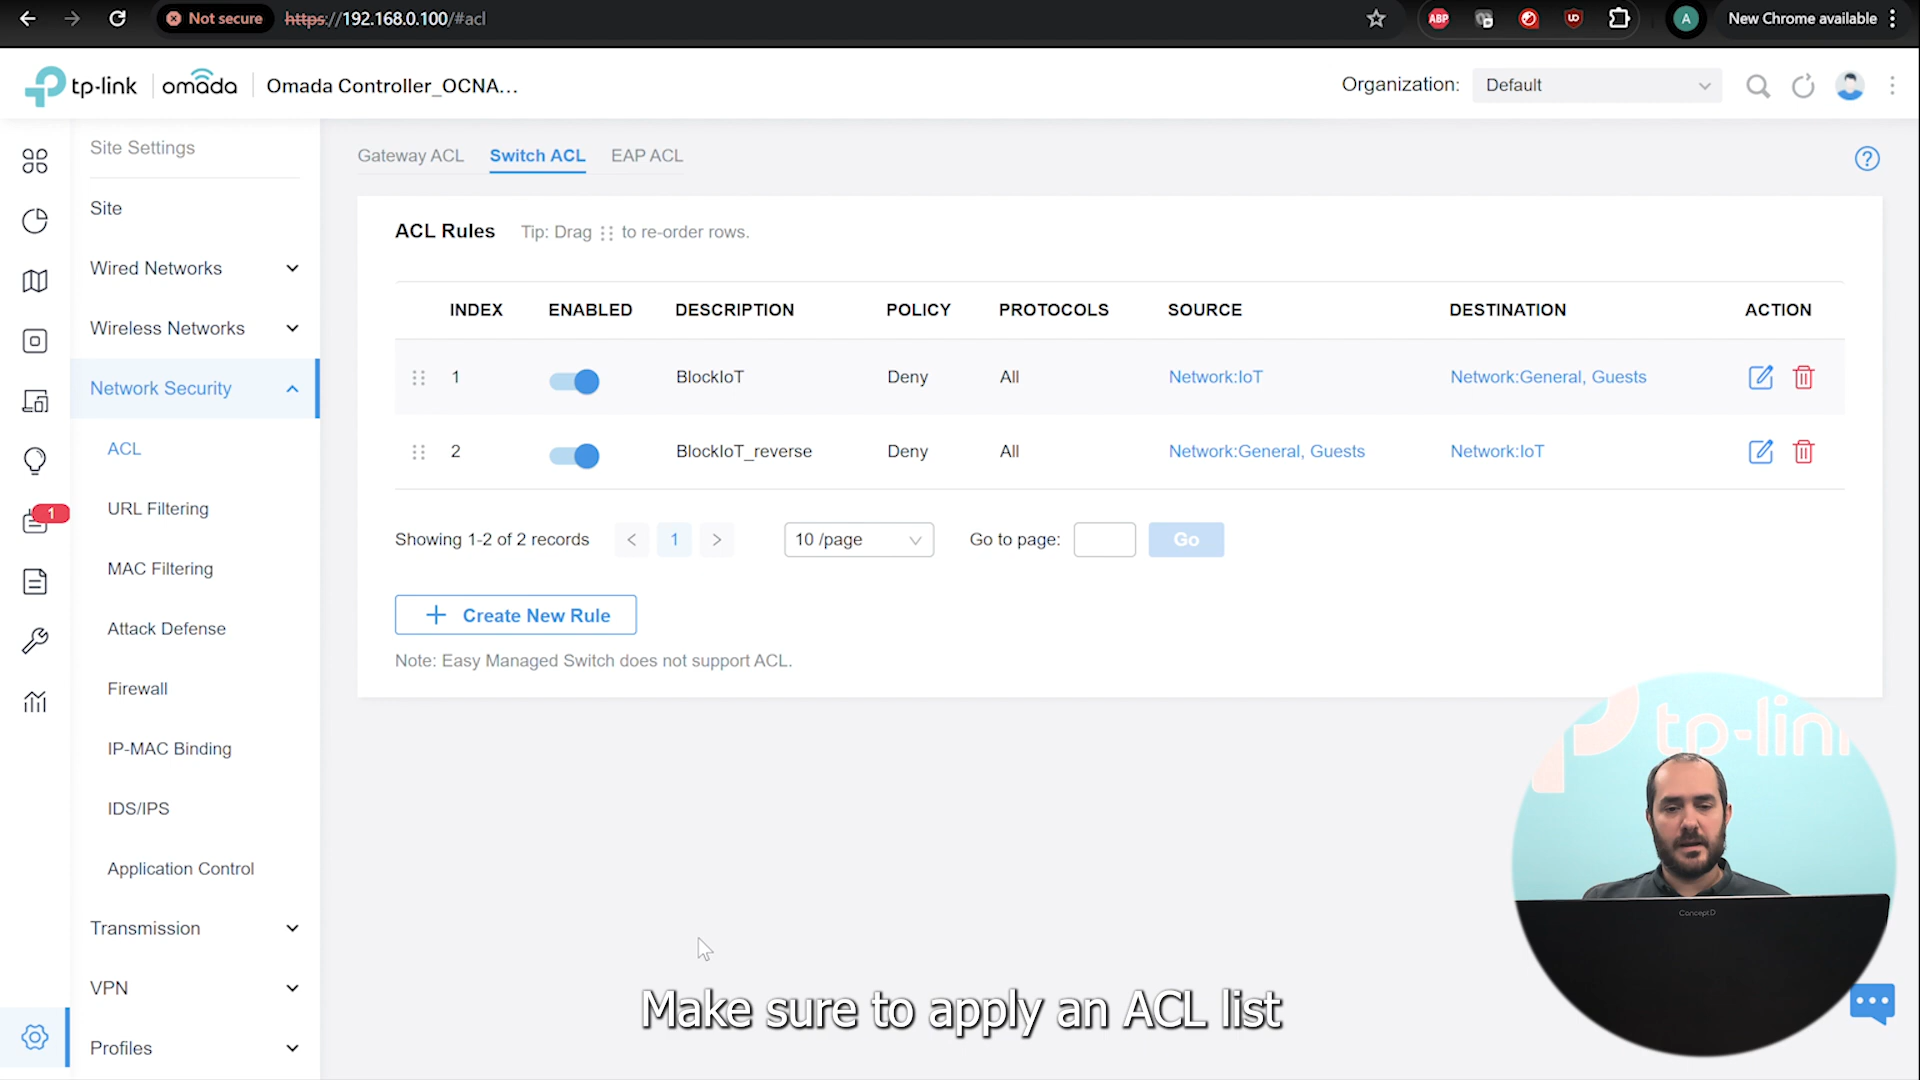 Not secure
https://192.168.0.100/#acl
ABP
UD
A
New Chrome available
tp-link
omada
Omada Controller_OCNA...
Organization:
Default
Site Settings
Site
Wired Networks
Wireless Networks
Network Security
ACL
URL Filtering
1
MAC Filtering
Attack Defense
Firewall
IP-MAC Binding
IDS/IPS
Application Control
Transmission
VPN
Profiles
Gateway ACL
Switch ACL
EAP ACL
?
ACL Rules
Tip: Drag to re-order rows.
INDEX ENABLED DESCRIPTION POLICY PROTOCOLS SOURCE DESTINATION ACTION
1 BlockIoT Deny All Network:IoT Network:General, Guests
2 BlockIoT_reverse Deny All Network:General, Guests Network:IoT
Showing 1-2 of 2 records < 1 > 10 /page Go to page: Go
+ Create New Rule
Note: Easy Managed Switch does not support ACL.
tp-link
ConceptD
Make sure to apply an ACL list